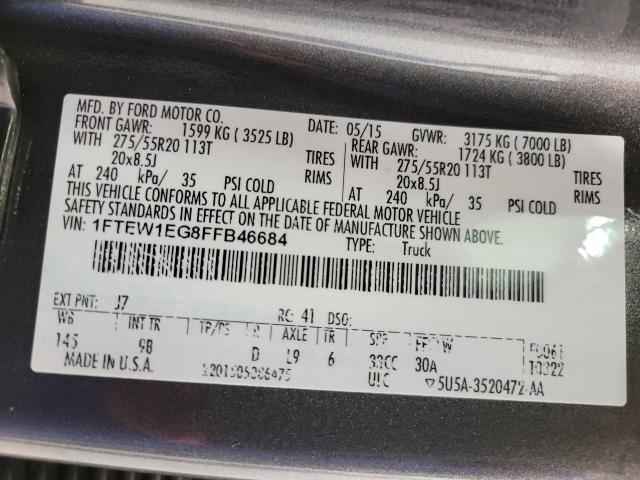 MFD. BY FORD MOTOR CO.
DATE: 05/15 GVWR: 3175 KG ( 7000 LB)
FRONT GAWR: 1599 KG ( 3525 LB) REAR GAWR: 1724 KG ( 3800 LB)
WITH 275/55R20 113T TIRES WITH 275/55R20 113T TIRES
20x8.5J RIMS 20x8.5J RIMS
AT 240 kPa/ 35 PSI COLD AT 240 kPa/ 35 PSI COLD
THIS VEHICLE CONFORMS TO ALL APPLICABLE FEDERAL MOTOR VEHICLE
SAFETY STANDARDS IN EFFECT ON THE DATE OF MANUFACTURE SHOWN ABOVE.
VIN: 1FTEW1EG8FFB46684 TYPE: Truck
EXT PNT: J7 RC: 41 DSO:
WB INT TR TP/PS R AXLE TR SPR
145 9B D L9 6 33CC 30A
MADE IN U.S.A. UTC ▽5U5A-3520472-AA